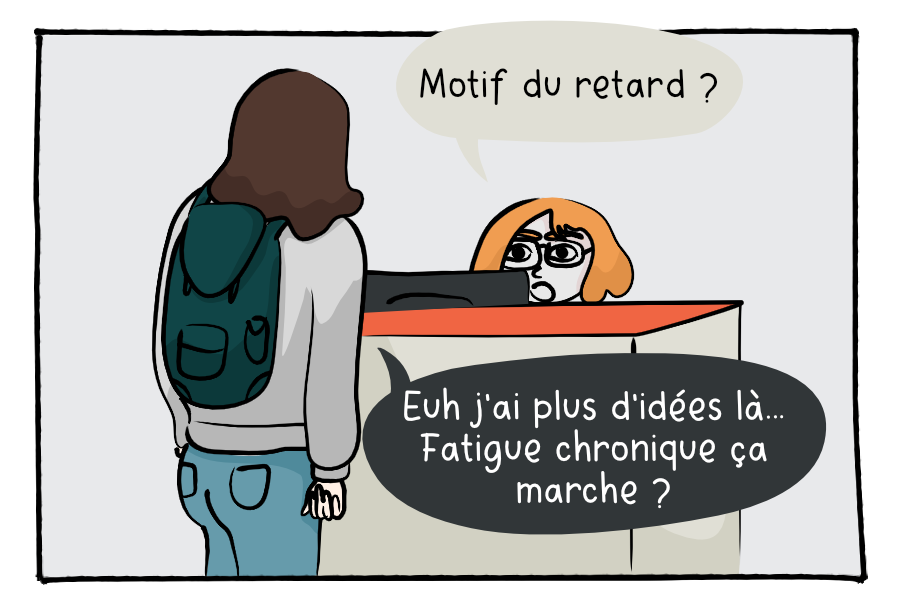 Motif du retard ?
Euh j'ai plus d'idées là...
Fatigue chronique ça
marche ?